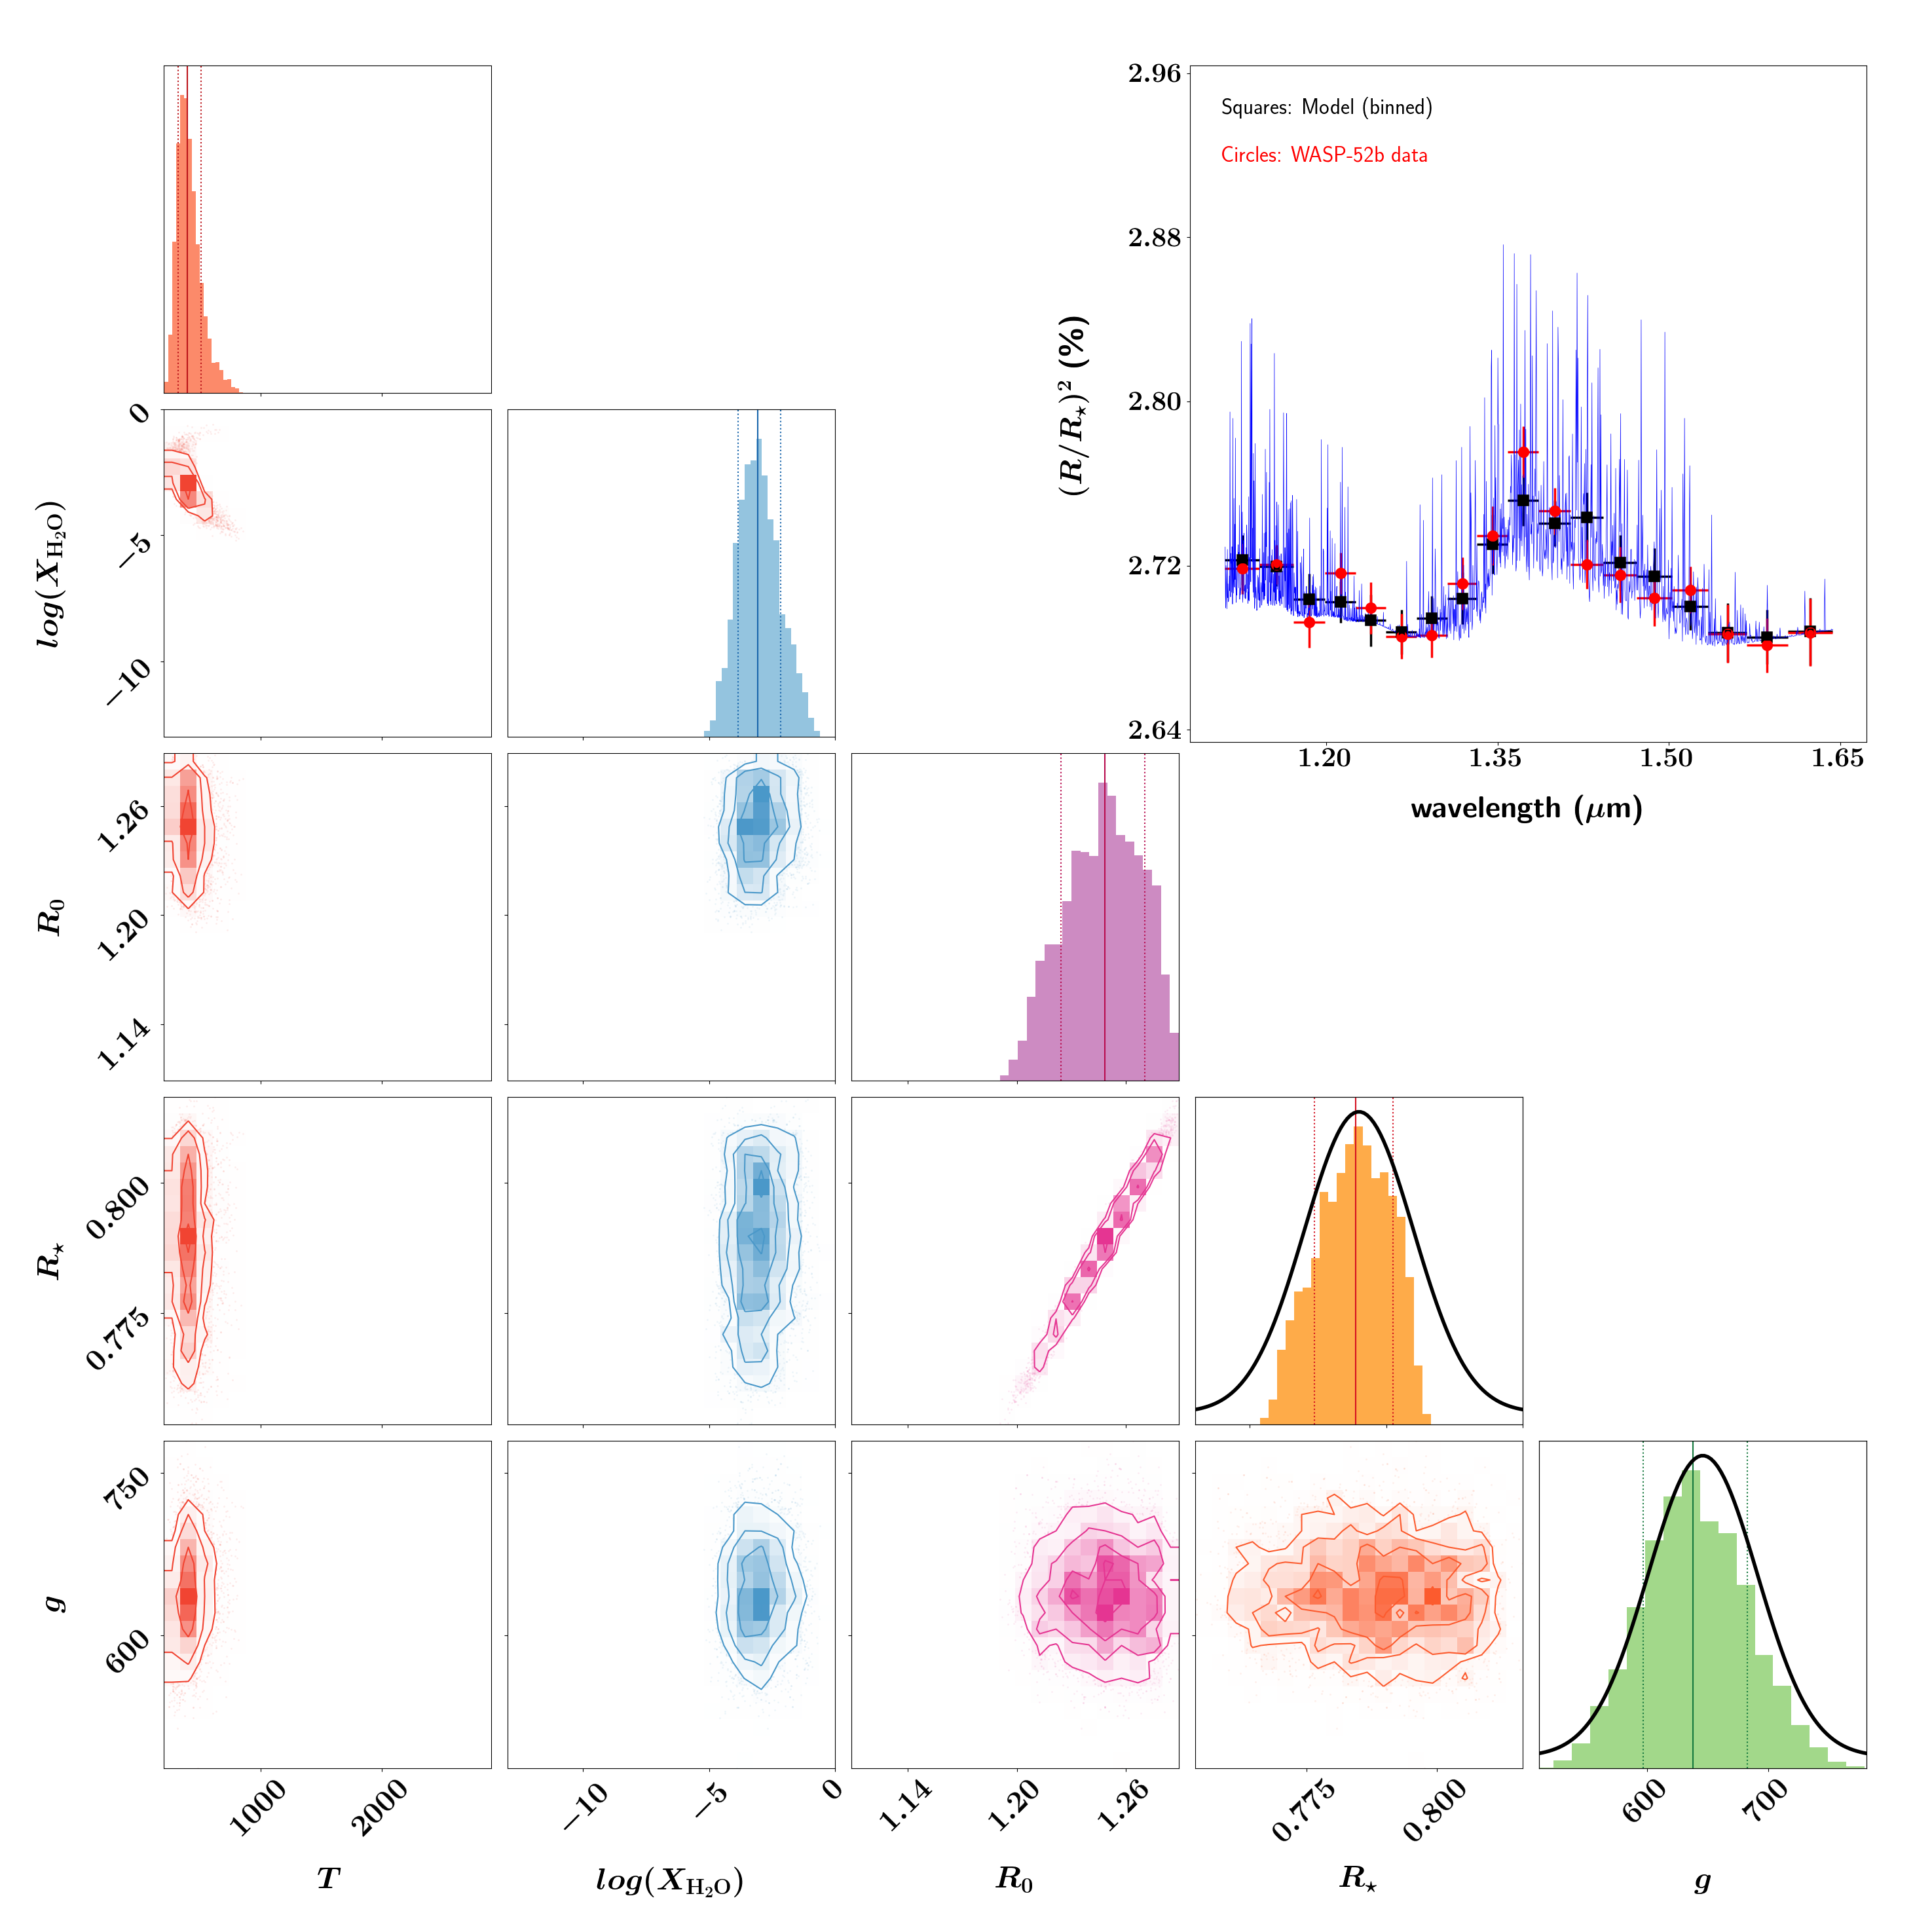 2.96
Squares: Model (binned)
Circles: WASP-52b data
2.88
2.80
2.72
2.64
(R/R⋆)² (%)
1.20 1.35 1.50 1.65
wavelength (μm)
0
−5
−10
log(X_H₂O)
1.26
1.20
1.14
R₀
0.800
0.775
R⋆
750
600
g
1000 2000 −10 −5 0 1.14 1.20 1.26 0.775 0.800 600 700
T log(X_H₂O) R₀ R⋆ g